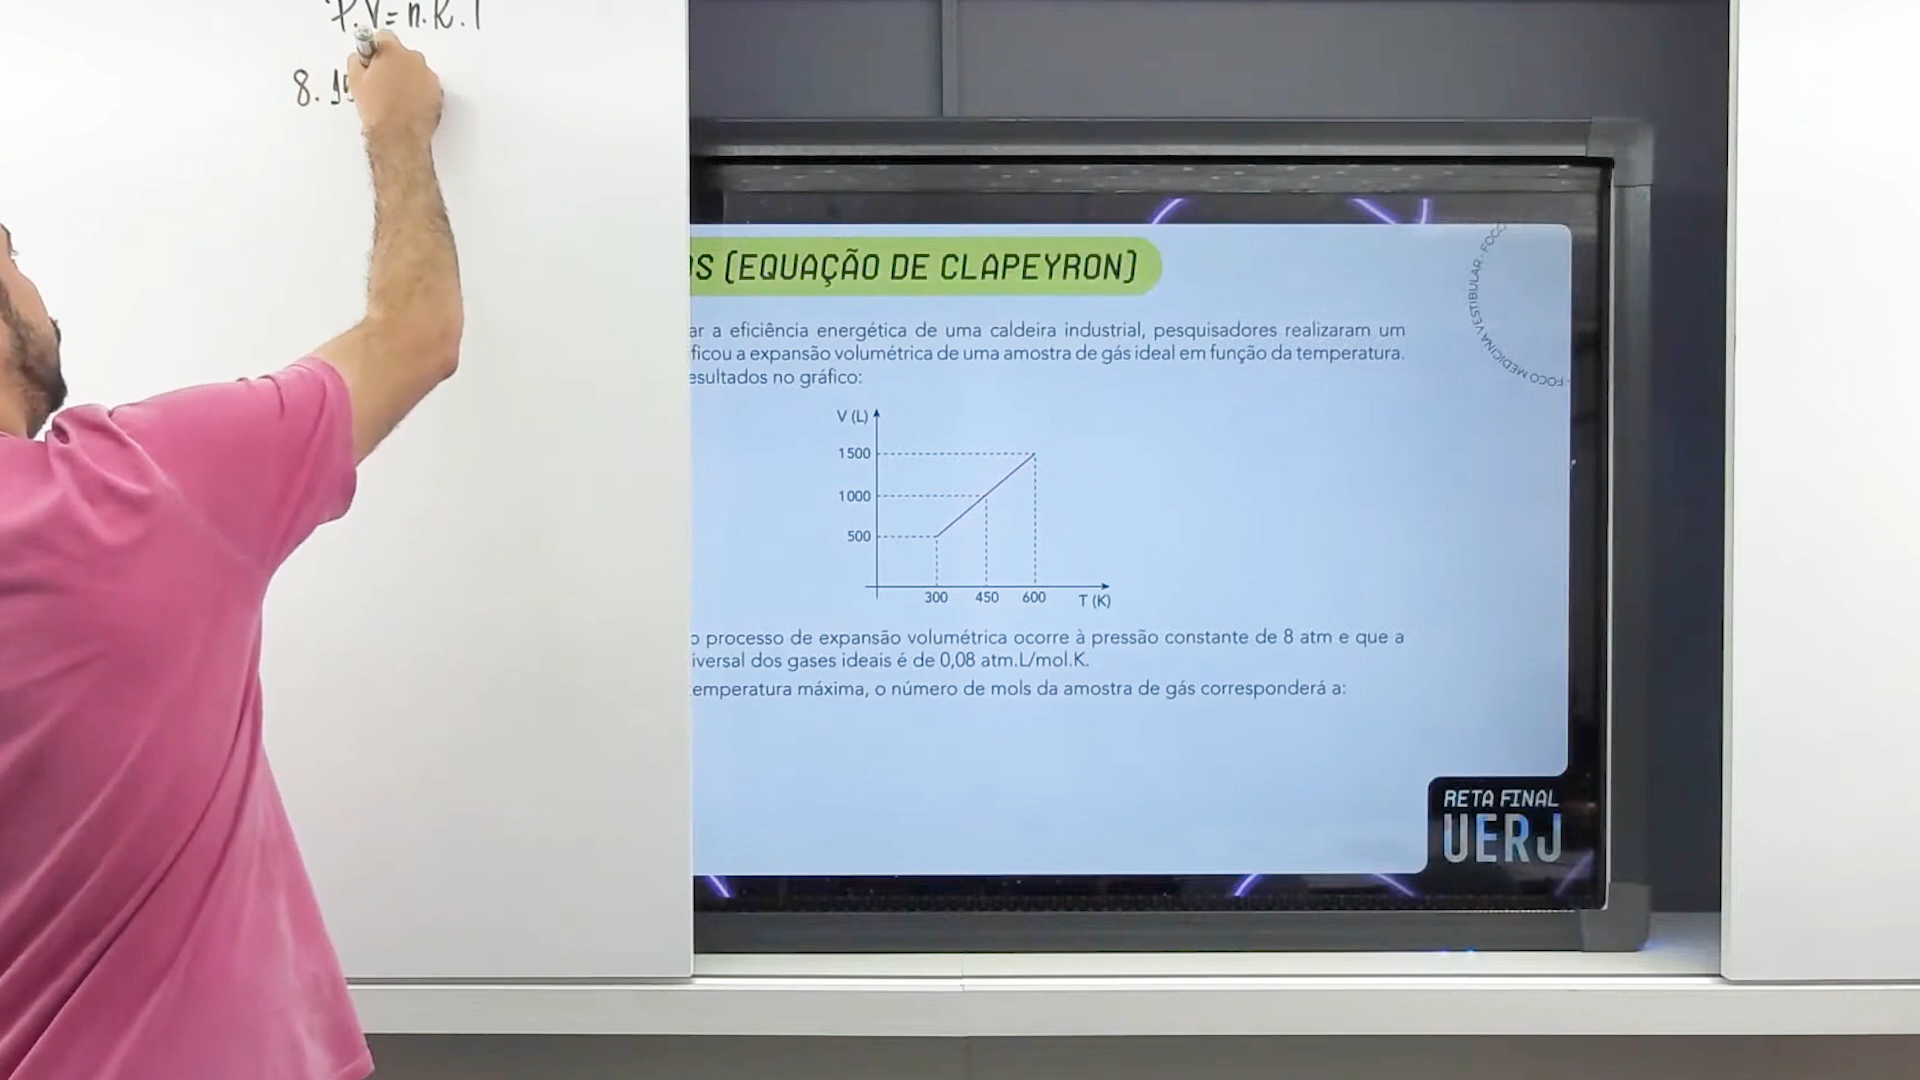 P.V=n.R.T
8.15
S (EQUAÇÃO DE CLAPEYRON)
ar a eficiência energética de uma caldeira industrial, pesquisadores realizaram um
ficou a expansão volumétrica de uma amostra de gás ideal em função da temperatura.
esultados no gráfico:
V (L)
1500
1000
500
300 450 600 T (K)
o processo de expansão volumétrica ocorre à pressão constante de 8 atm e que a
iversal dos gases ideais é de 0,08 atm.L/mol.K.
temperatura máxima, o número de mols da amostra de gás corresponderá a:
FOCO MEDICINA VESTIBULAR · FOCO
RETA FINAL
UERJ